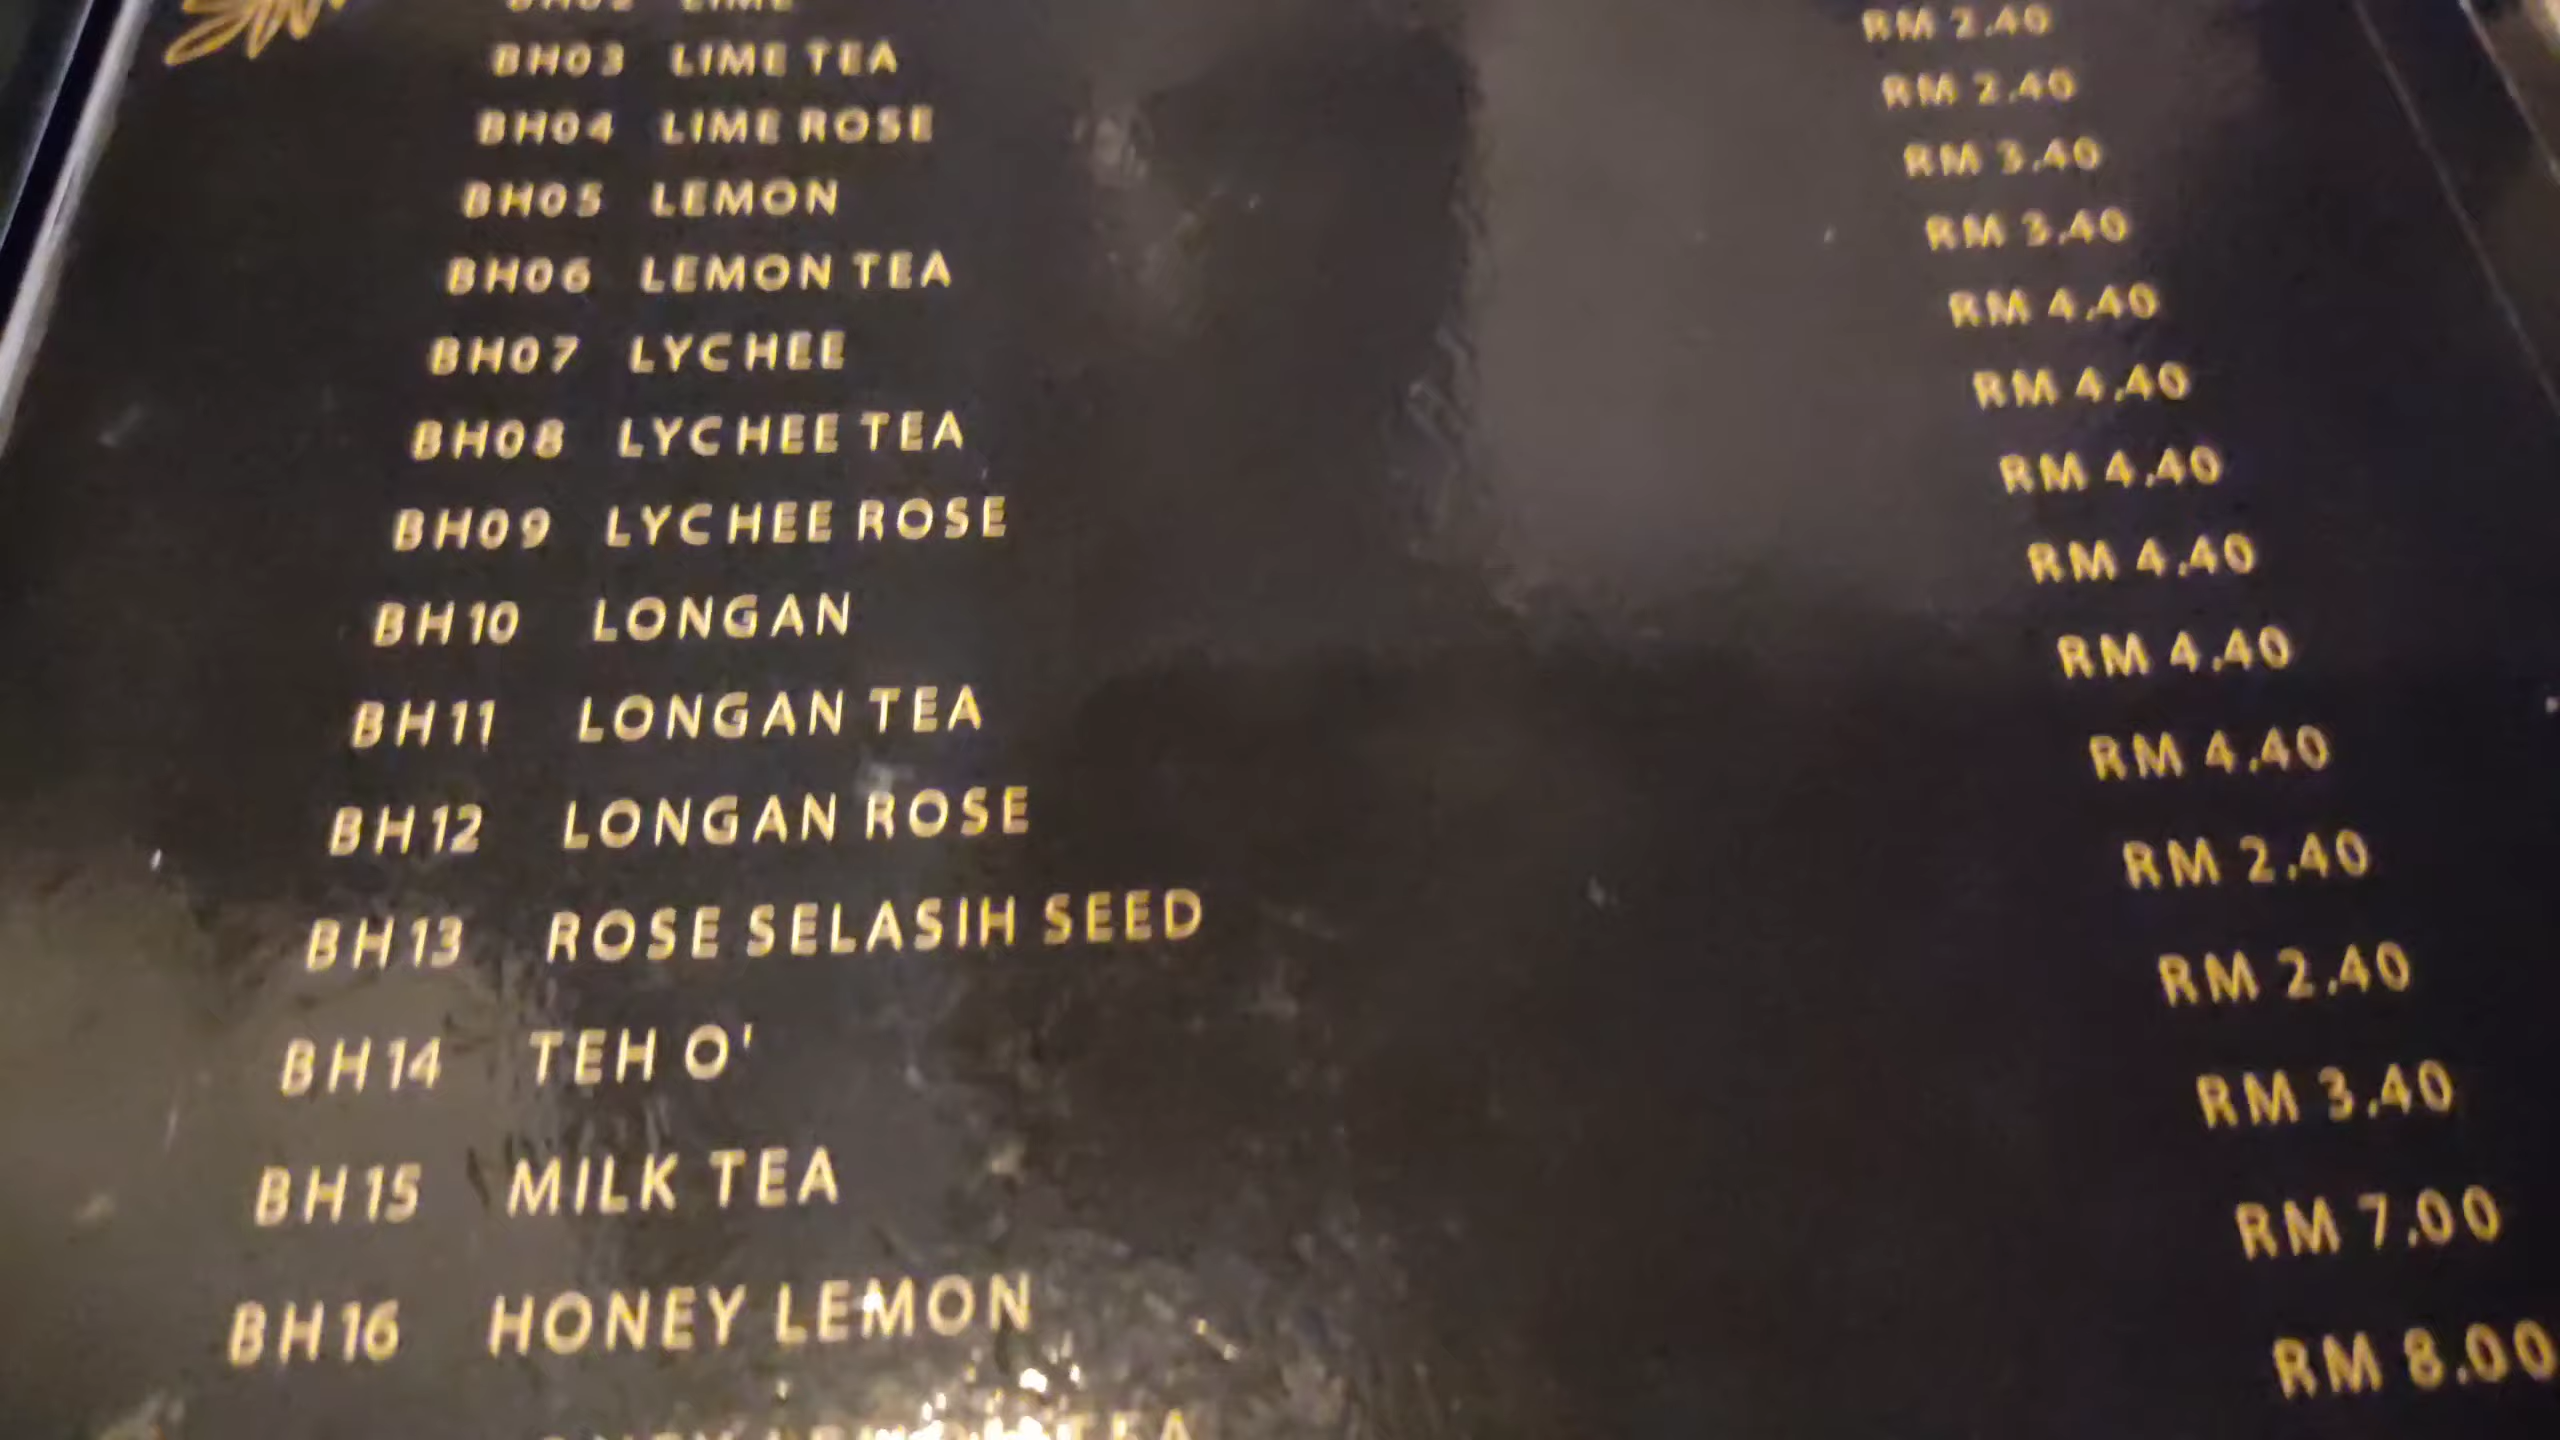 BH02 LIME
BH03 LIME TEA RM 2.40
BH04 LIME ROSE RM 2.40
BH05 LEMON RM 3.40
BH06 LEMON TEA RM 3.40
BH07 LYCHEE RM 4.40
BH08 LYCHEE TEA RM 4.40
BH09 LYCHEE ROSE RM 4.40
BH10 LONGAN RM 4.40
BH11 LONGAN TEA RM 4.40
BH12 LONGAN ROSE RM 4.40
BH13 ROSE SELASIH SEED RM 2.40
BH14 TEH O' RM 2.40
BH15 MILK TEA RM 3.40
BH16 HONEY LEMON RM 7.00
TEA RM 8.00